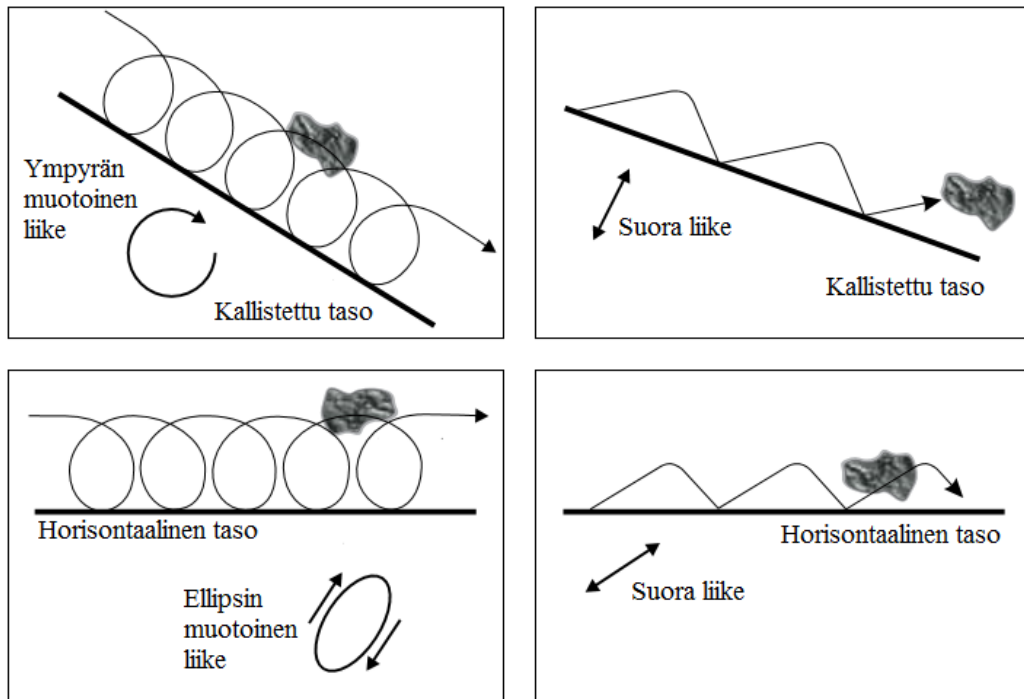 Ympyrän
muotoinen
liike
Kallistettu taso
Suora liike
Kallistettu taso
Horisontaalinen taso
Ellipsin
muotoinen
liike
Horisontaalinen taso
Suora liike